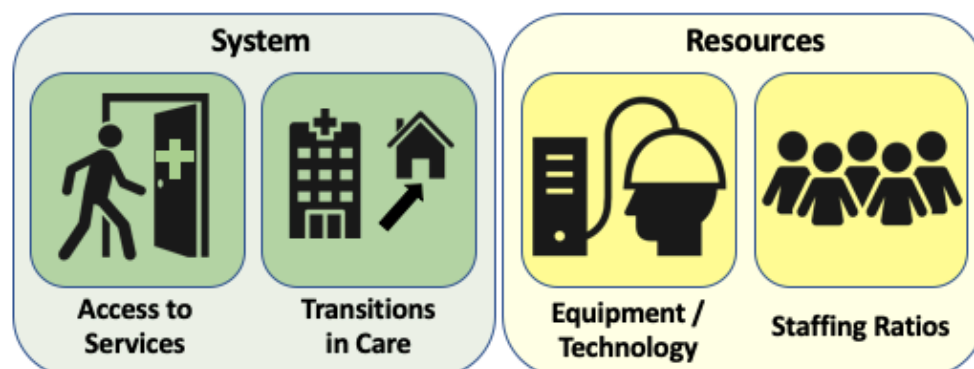 System
Resources
Access to
Services
Transitions
in Care
Equipment /
Technology
Staffing Ratios